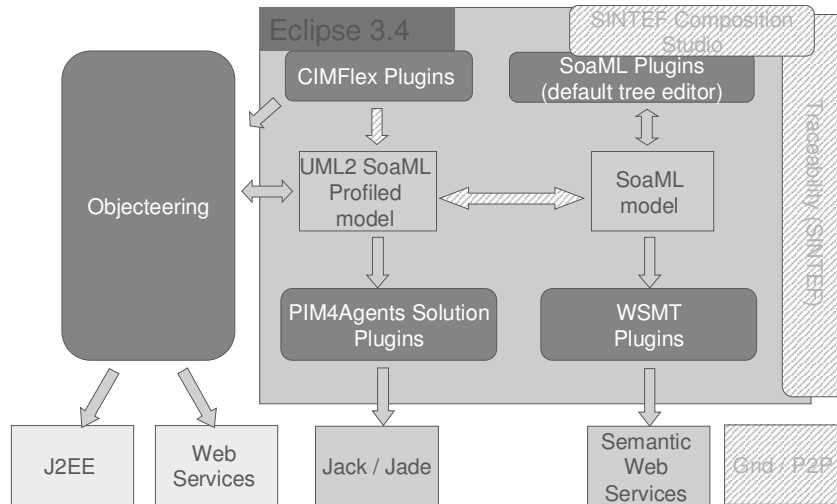 Eclipse 3.4
SINTEF Composition
Studio
CIMFlex Plugins
SoaML Plugins
(default tree editor)
Traceability (SINTEF)
Objecteering
UML2 SoaML
Profiled
model
SoaML
model
PIM4Agents Solution
Plugins
WSMT
Plugins
J2EE
Web
Services
Jack / Jade
Semantic
Web
Services
Grid / P2P